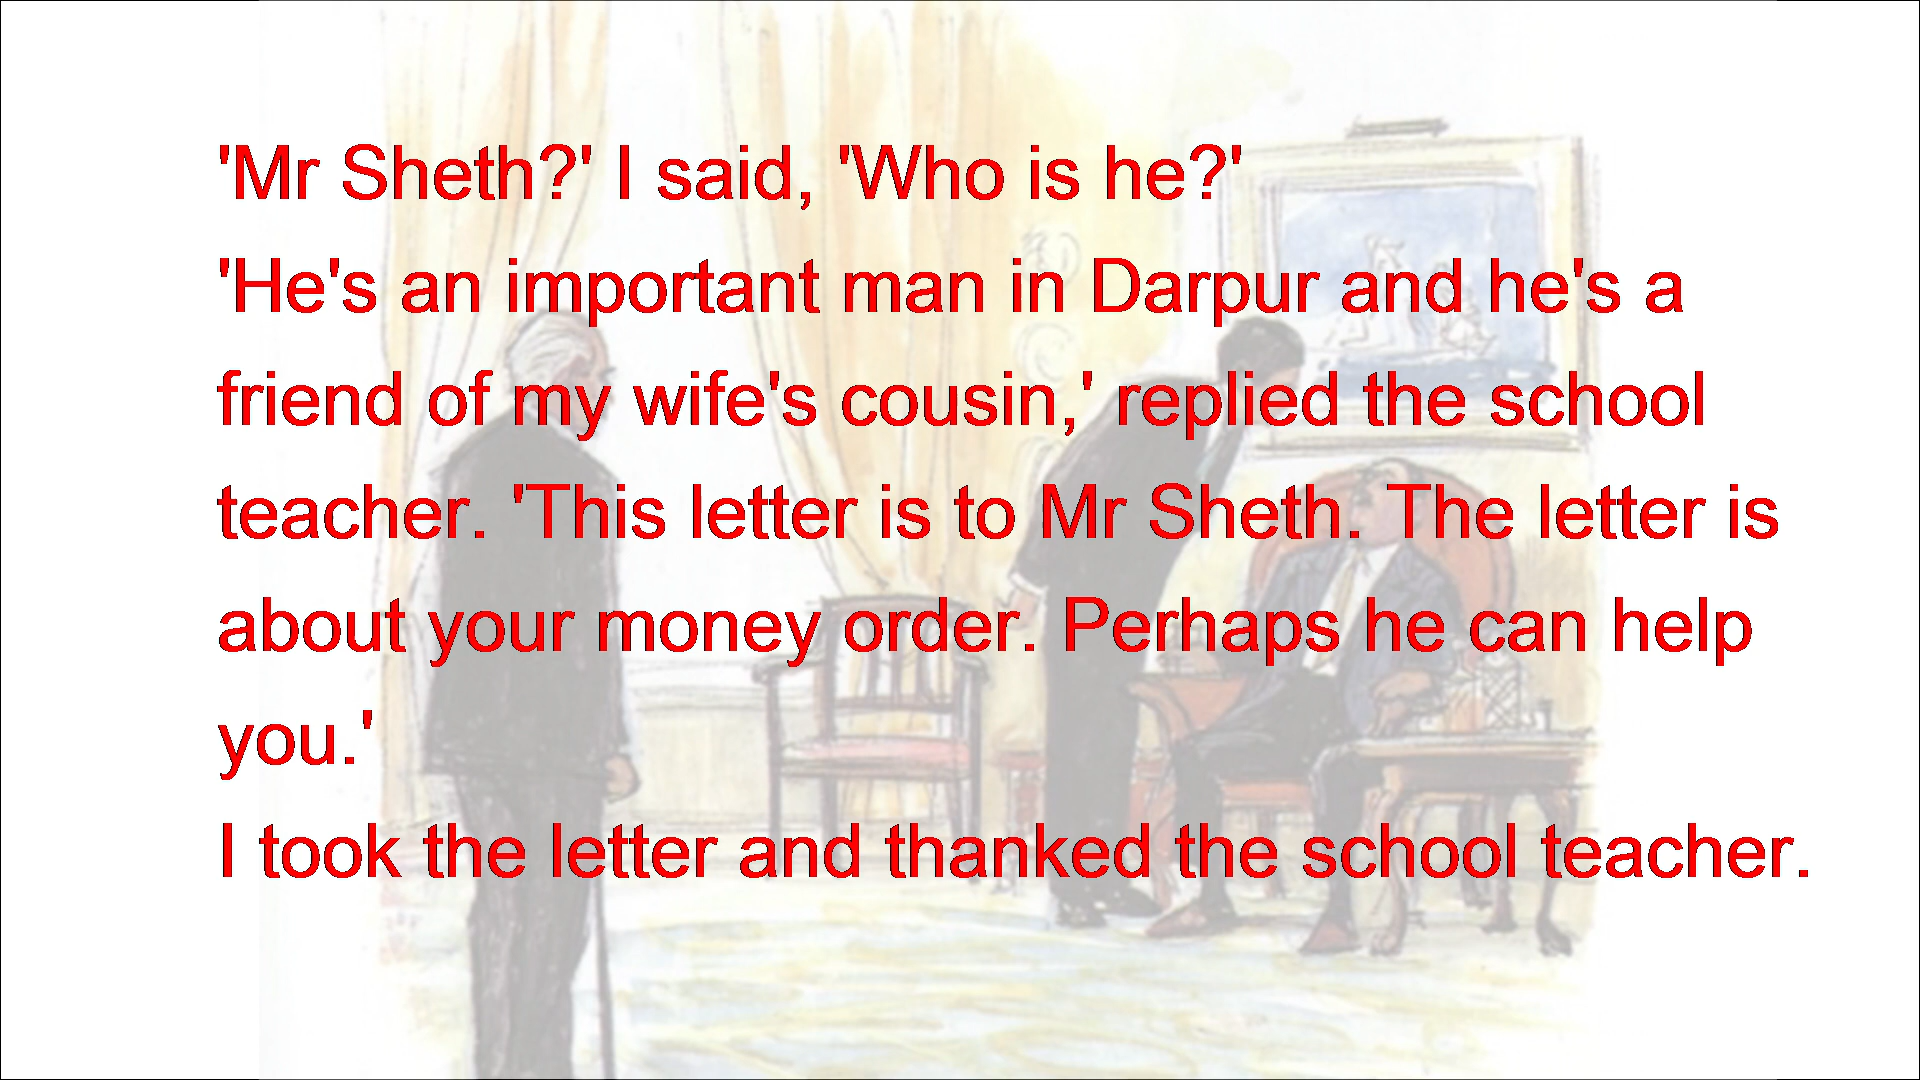 'Mr Sheth?' I said, 'Who is he?'
'He's an important man in Darpur and he's a
friend of my wife's cousin,' replied the school
teacher. 'This letter is to Mr Sheth. The letter is
about your money order. Perhaps he can help
you.'
I took the letter and thanked the school teacher.